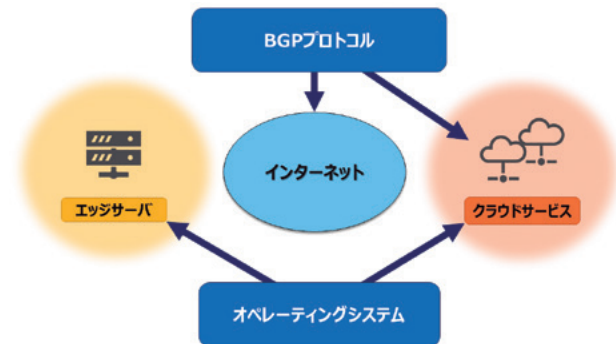 BGPプロトコル
エッジサーバ
インターネット
クラウドサービス
オペレーティングシステム